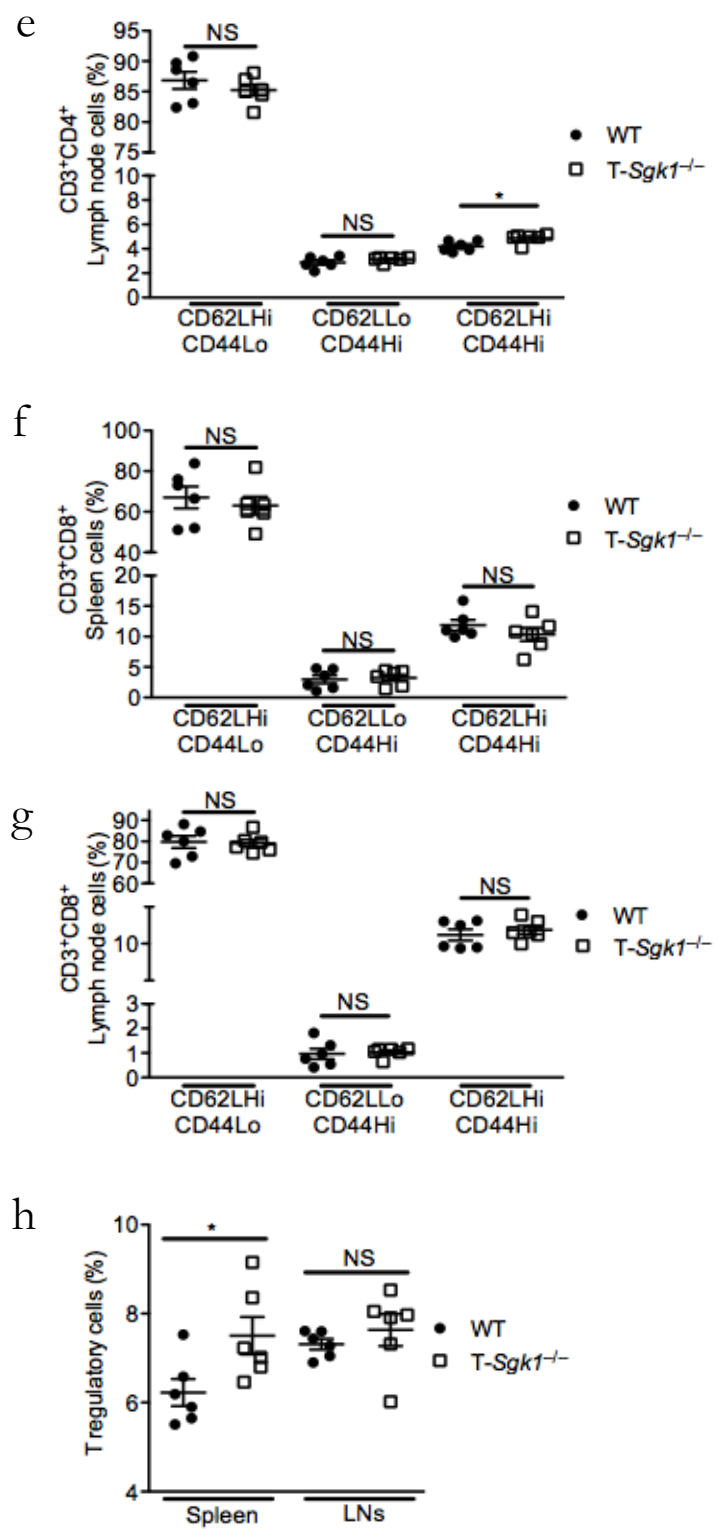 e
CD3+CD4+
Lymph node cells (%)
95
90
85
80
75
10
8
6
4
2
0
NS
NS
*
CD62LHi
CD44Lo
CD62LLo
CD44Hi
CD62LHi
CD44Hi
WT
T-Sgk1–/–
f
CD3+CD8+
Spleen cells (%)
100
80
60
40
20
15
10
5
0
NS
NS
NS
CD62LHi
CD44Lo
CD62LLo
CD44Hi
CD62LHi
CD44Hi
WT
T-Sgk1–/–
g
CD3+CD8+
Lymph node cells (%)
90
80
70
60
10
3
2
1
0
NS
NS
NS
CD62LHi
CD44Lo
CD62LLo
CD44Hi
CD62LHi
CD44Hi
WT
T-Sgk1–/–
h
T regulatory cells (%)
10
8
6
4
*
NS
Spleen
LNs
WT
T-Sgk1–/–